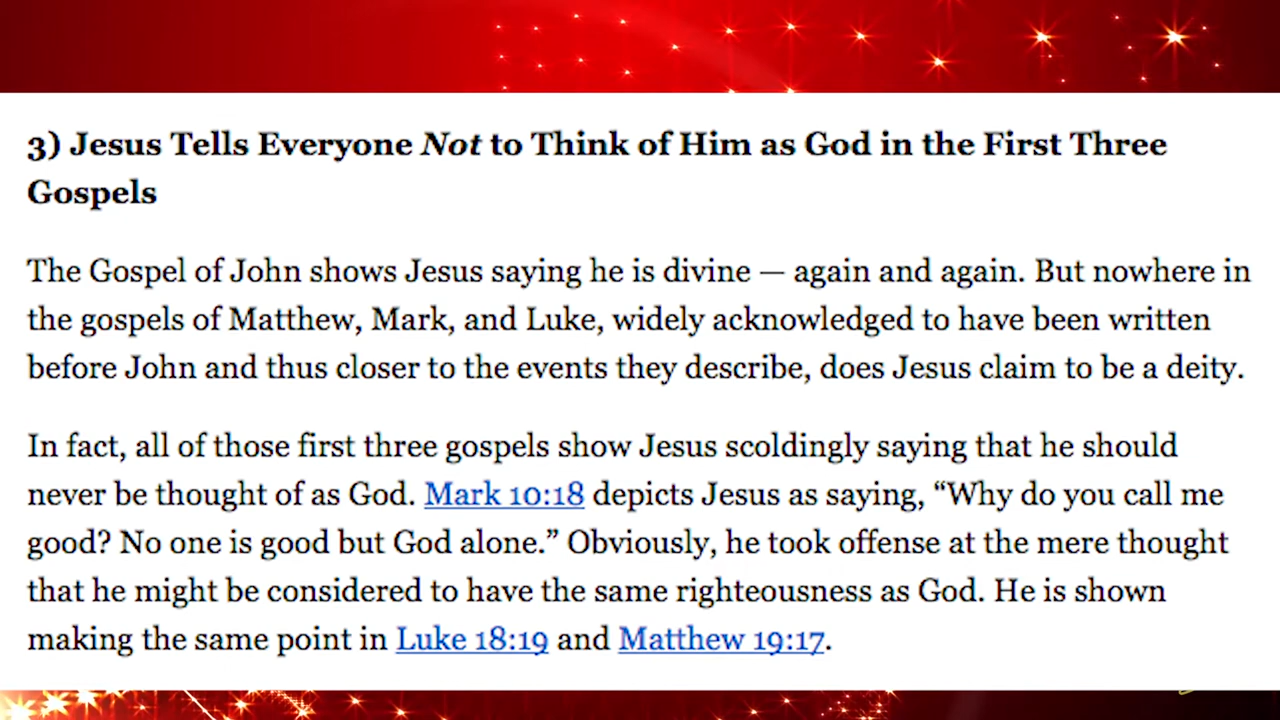 3) Jesus Tells Everyone Not to Think of Him as God in the First Three
Gospels
The Gospel of John shows Jesus saying he is divine — again and again. But nowhere in
the gospels of Matthew, Mark, and Luke, widely acknowledged to have been written
before John and thus closer to the events they describe, does Jesus claim to be a deity.
In fact, all of those first three gospels show Jesus scoldingly saying that he should
never be thought of as God. Mark 10:18 depicts Jesus as saying, “Why do you call me
good? No one is good but God alone.” Obviously, he took offense at the mere thought
that he might be considered to have the same righteousness as God. He is shown
making the same point in Luke 18:19 and Matthew 19:17.